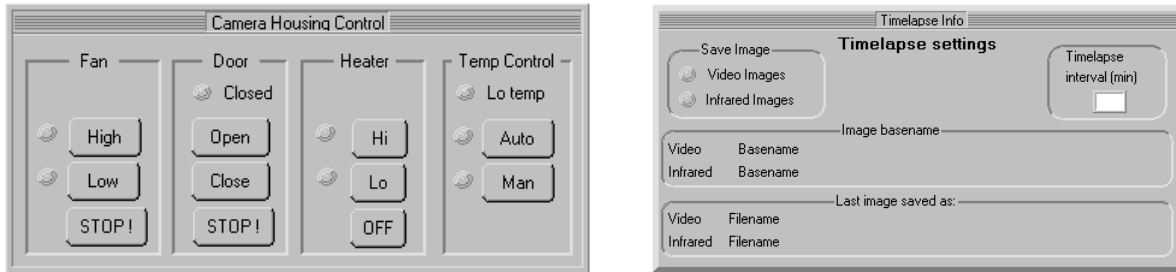 Camera Housing Control
Fan
High
Low
STOP!
Door
Closed
Open
Close
STOP!
Heater
Hi
Lo
OFF
Temp Control
Lo temp
Auto
Man
Timelapse Info
Timelapse settings
Save Image
Video Images
Infrared Images
Timelapse
interval (min)
Image basename
Video Basename
Infrared Basename
Last image saved as:
Video Filename
Infrared Filename